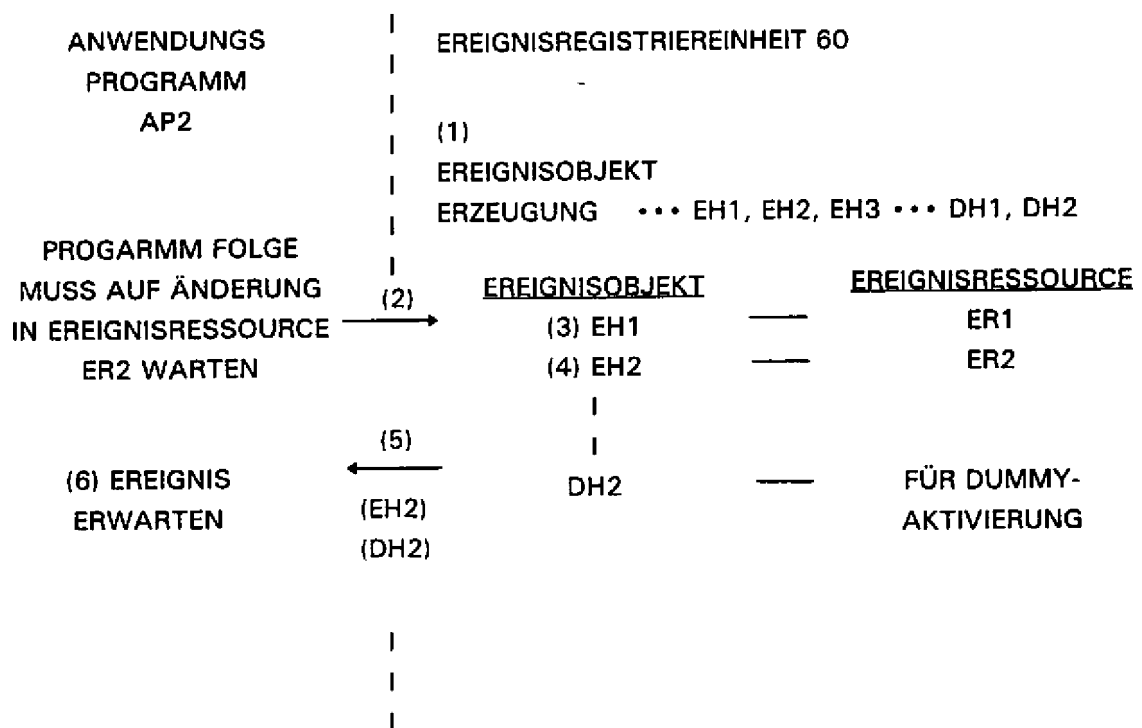 ANWENDUNGS
PROGRAMM
AP2
EREIGNISREGISTRIEREINHEIT 60
(1)
EREIGNISOBJEKT
ERZEUGUNG ••• EH1, EH2, EH3 ••• DH1, DH2
PROGARMM FOLGE
MUSS AUF ÄNDERUNG
IN EREIGNISRESSOURCE
ER2 WARTEN
(2)
EREIGNISOBJEKT
EREIGNISRESSOURCE
(3) EH1
ER1
(4) EH2
ER2
(5)
(6) EREIGNIS
ERWARTEN
(EH2)
(DH2)
DH2
FÜR DUMMY-
AKTIVIERUNG